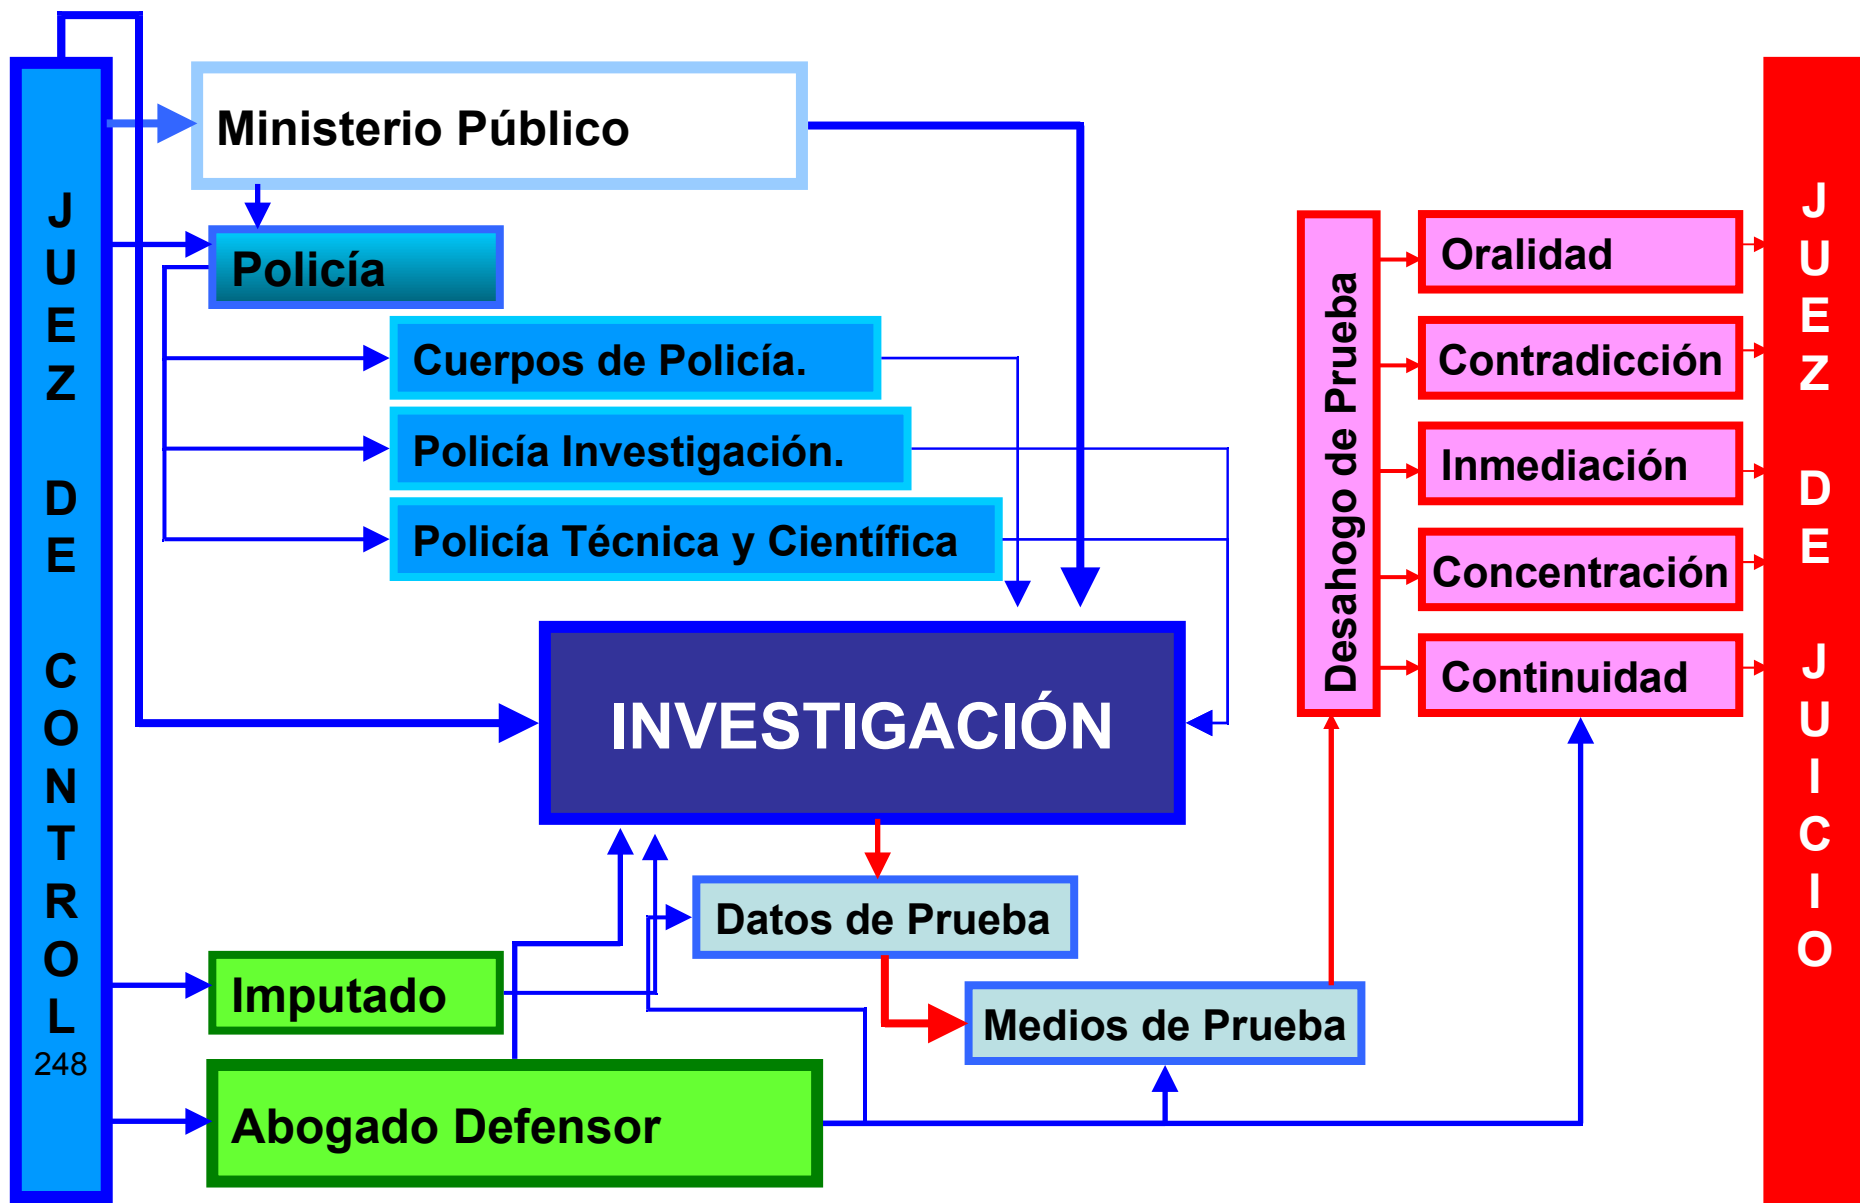 JUEZ DE CONTROL
248
Ministerio Público
Policía
Cuerpos de Policía.
Policía Investigación.
Policía Técnica y Científica
INVESTIGACIÓN
Datos de Prueba
Medios de Prueba
Imputado
Abogado Defensor
Desahogo de Prueba
Oralidad
Contradicción
Inmediación
Concentración
Continuidad
JUEZ DE JUICIO